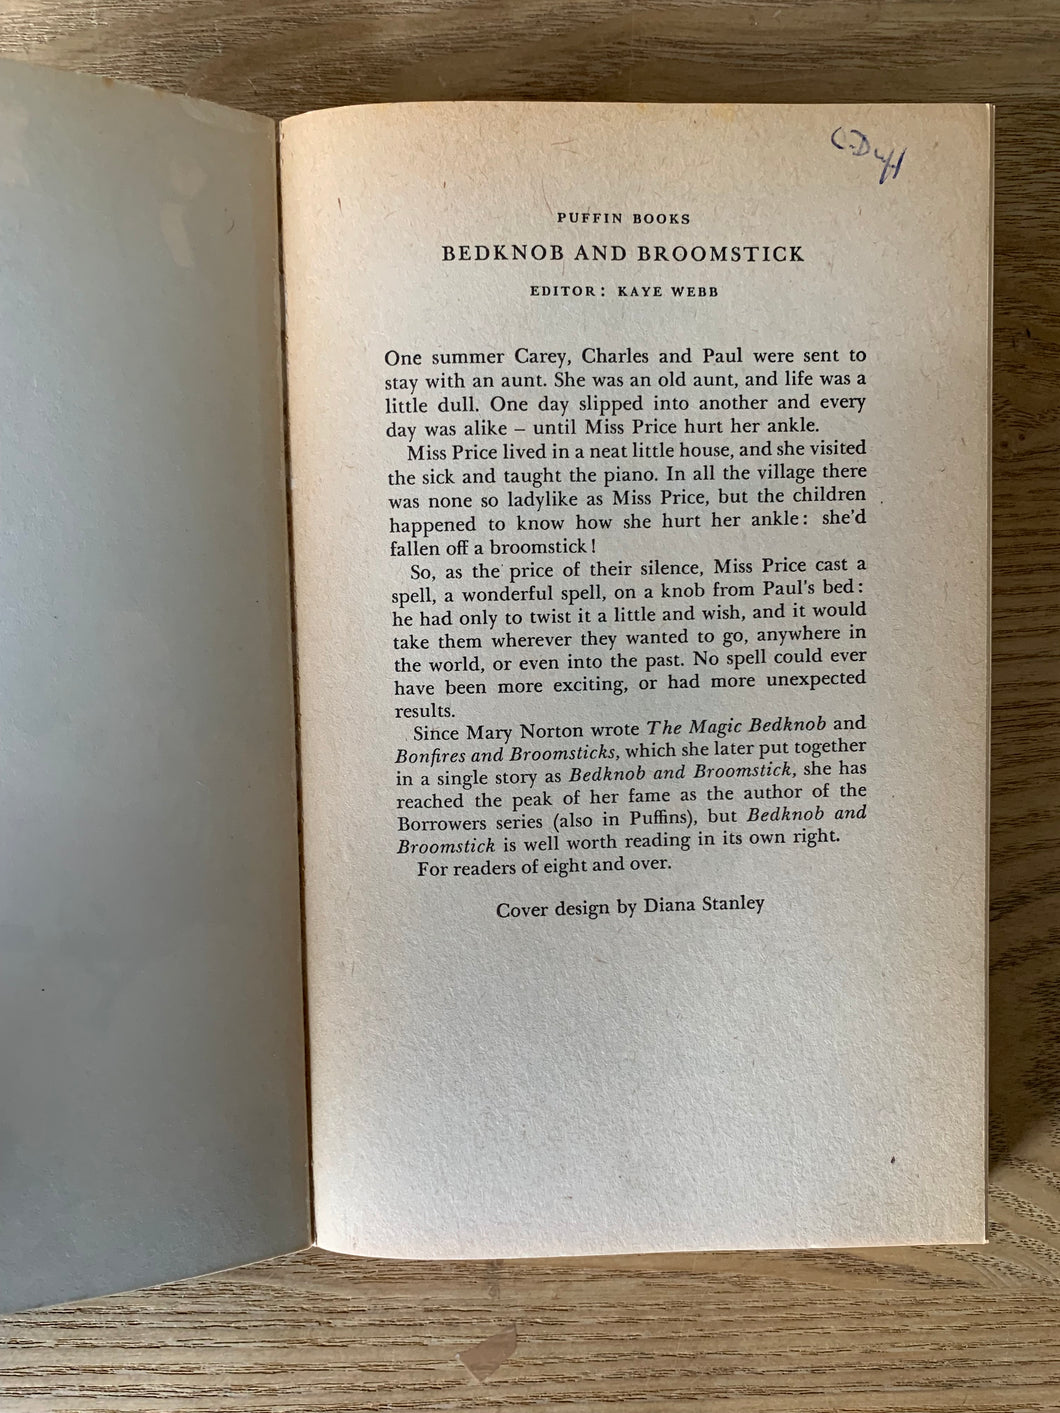 C. Duff
PUFFIN BOOKS
BEDKNOB AND BROOMSTICK
EDITOR: KAYE WEBB
One summer Carey, Charles and Paul were sent to
stay with an aunt. She was an old aunt, and life was a
little dull. One day slipped into another and every
day was alike – until Miss Price hurt her ankle.
Miss Price lived in a neat little house, and she visited
the sick and taught the piano. In all the village there
was none so ladylike as Miss Price, but the children
happened to know how she hurt her ankle: she'd
fallen off a broomstick!
So, as the price of their silence, Miss Price cast a
spell, a wonderful spell, on a knob from Paul's bed:
he had only to twist it a little and wish, and it would
take them wherever they wanted to go, anywhere in
the world, or even into the past. No spell could ever
have been more exciting, or had more unexpected
results.
Since Mary Norton wrote The Magic Bedknob and
Bonfires and Broomsticks, which she later put together
in a single story as Bedknob and Broomstick, she has
reached the peak of her fame as the author of the
Borrowers series (also in Puffins), but Bedknob and
Broomstick is well worth reading in its own right.
For readers of eight and over.
Cover design by Diana Stanley